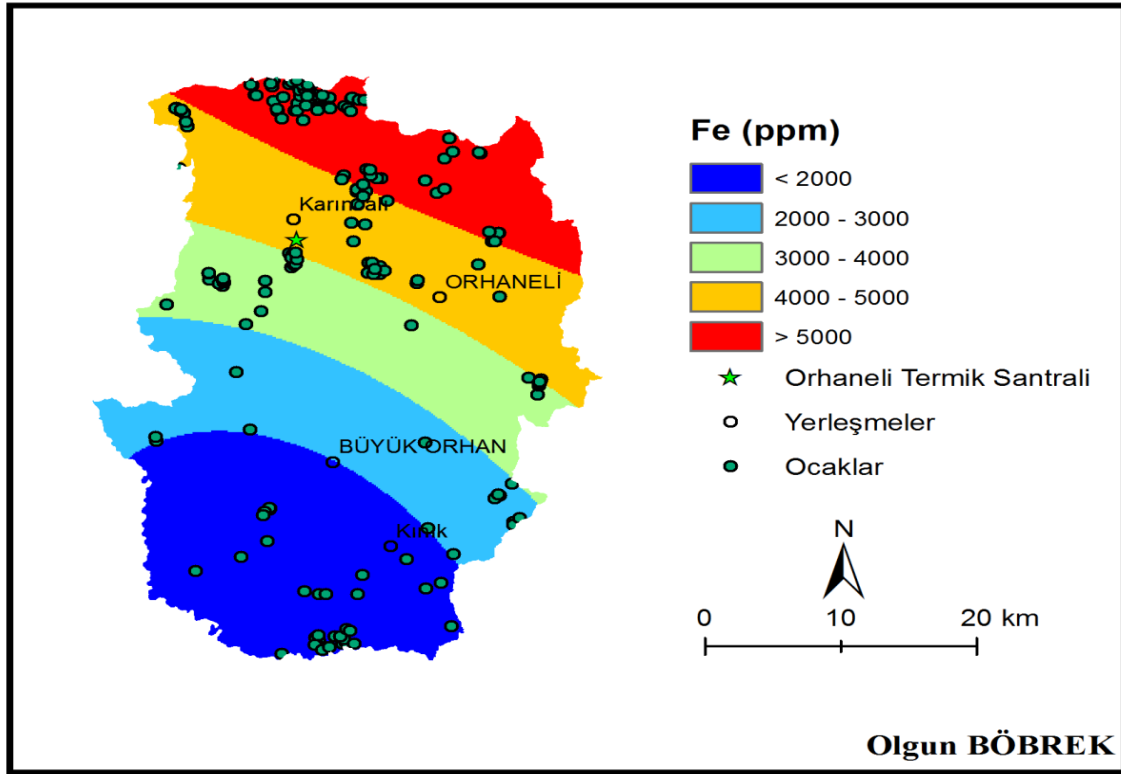 Fe (ppm)
< 2000
2000 - 3000
3000 - 4000
4000 - 5000
> 5000
Orhaneli Termik Santrali
Yerleşmeler
Ocaklar
Karıncalı
ORHANELİ
BÜYÜK ORHAN
Kınık
N
0 10 20 km
Olgun BÖBREK